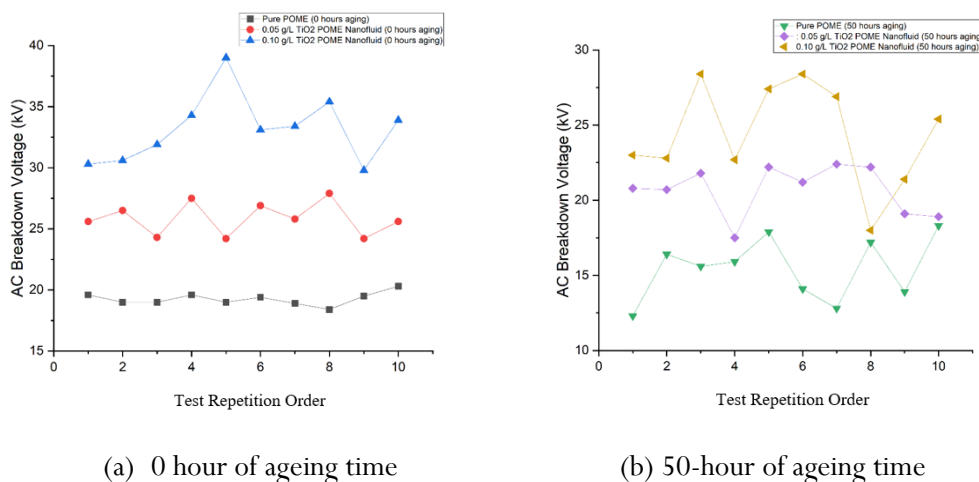 Pure POME (0 hours aging)
0.05 g/L TiO2 POME Nanofluid (0 hours aging)
0.10 g/L TiO2 POME Nanofluid (0 hours aging)
40
35
30
25
20
15
AC Breakdown Voltage (kV)
0 2 4 6 8 10
Test Repetition Order
(a) 0 hour of ageing time
Pure POME (50 hours aging)
0.05 g/L TiO2 POME Nanofluid (50 hours aging)
0.10 g/L TiO2 POME Nanofluid (50 hours aging)
30
25
20
15
10
AC Breakdown Voltage (kV)
0 2 4 6 8 10
Test Repetition Order
(b) 50-hour of ageing time